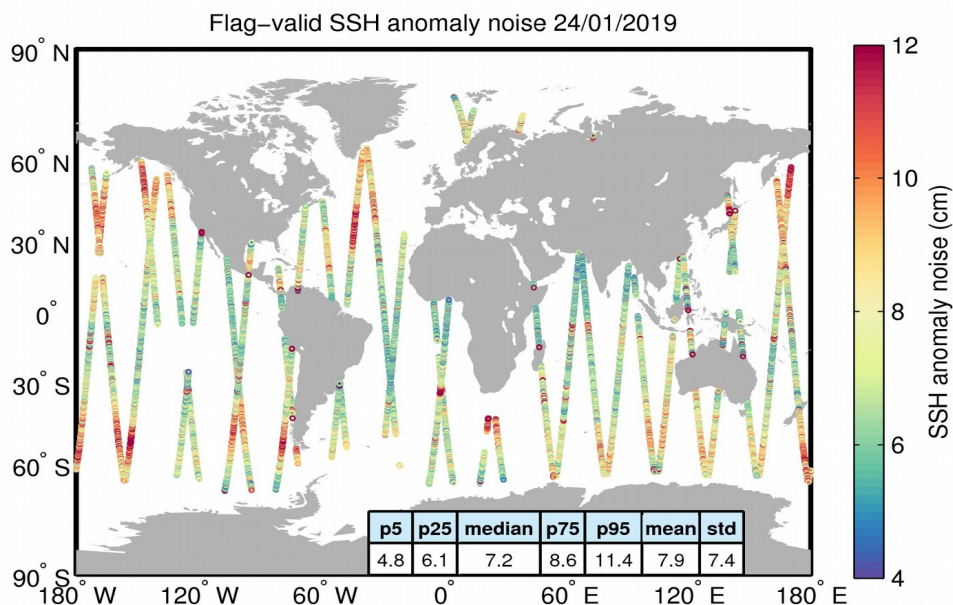 Flag−valid SSH anomaly noise 24/01/2019
90° N
60° N
30° N
0°
30° S
60° S
90° S
180° W
120° W
60° W
0°
60° E
120° E
180° E
p5 p25 median p75 p95 mean std
4.8 6.1 7.2 8.6 11.4 7.9 7.4
12
10
8
6
4
SSH anomaly noise (cm)